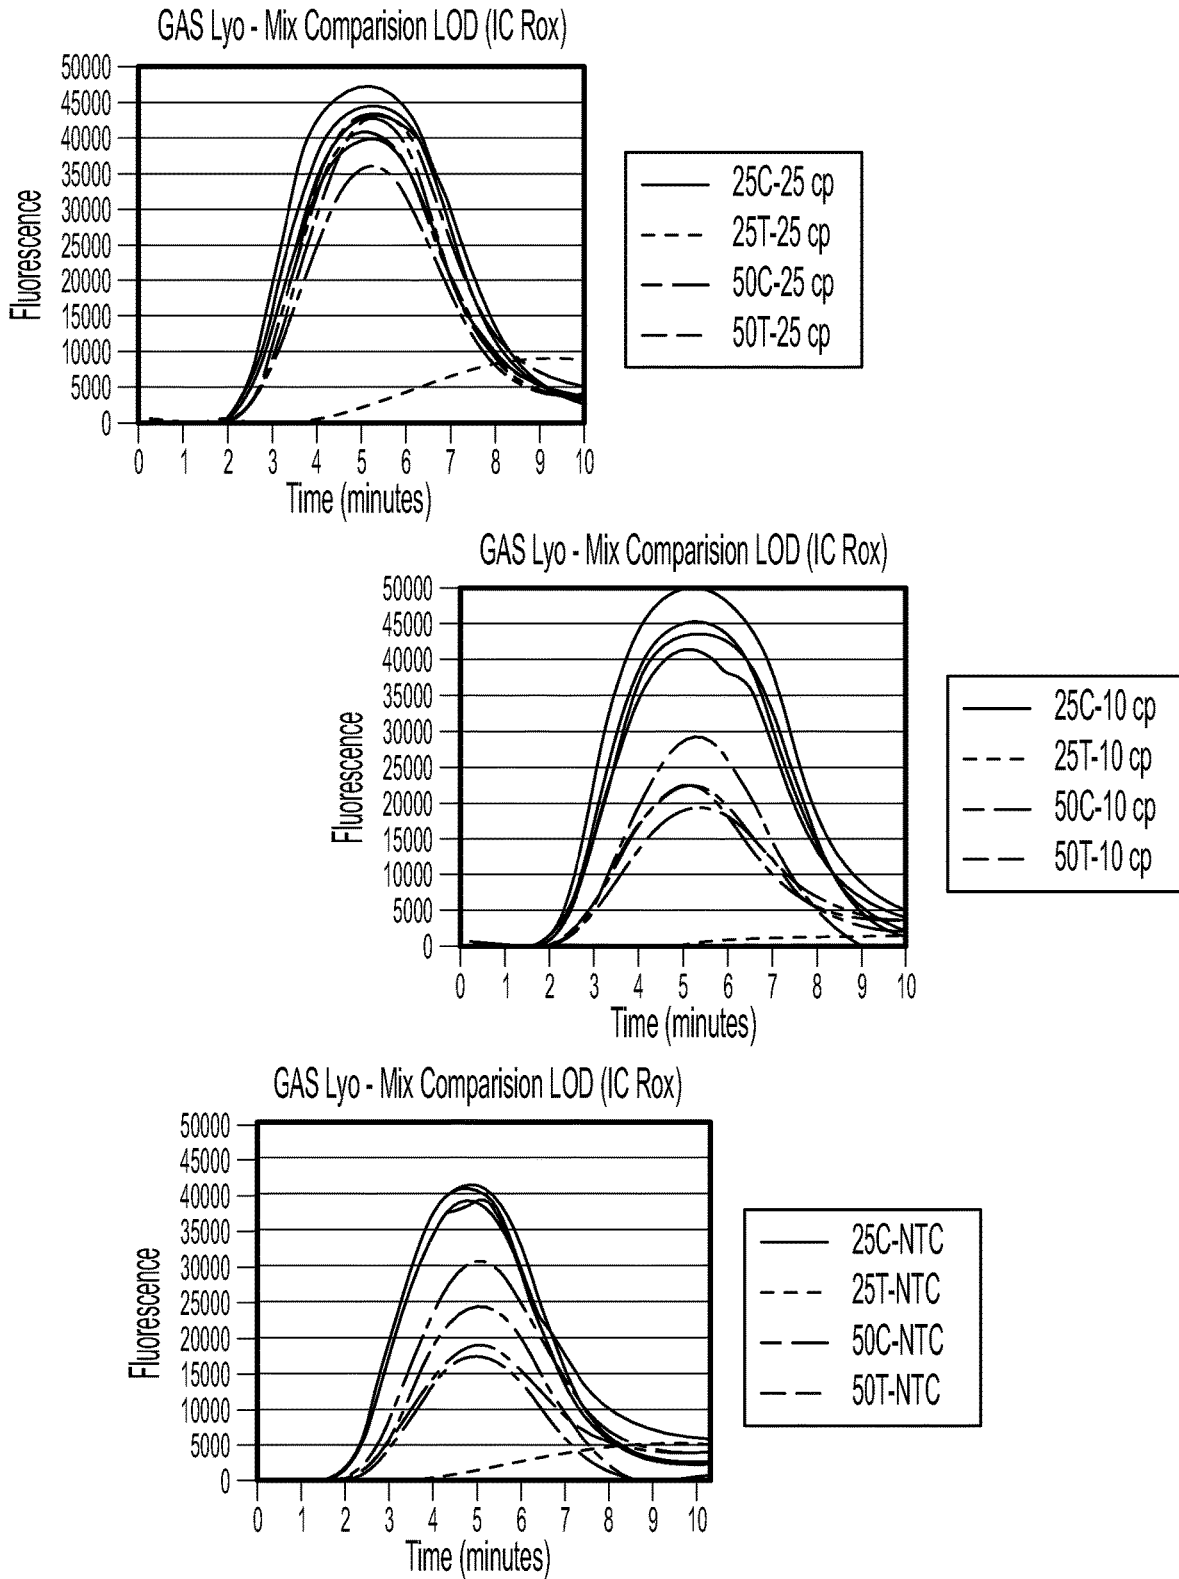 GAS Lyo - Mix Comparision LOD (IC Rox)
50000
45000
40000
35000
30000
25000
20000
15000
10000
5000
0
Fluorescence
0 1 2 3 4 5 6 7 8 9 10
Time (minutes)
25C-25 cp
25T-25 cp
50C-25 cp
50T-25 cp
GAS Lyo - Mix Comparision LOD (IC Rox)
50000
45000
40000
35000
30000
25000
20000
15000
10000
5000
0
Fluorescence
0 1 2 3 4 5 6 7 8 9 10
Time (minutes)
25C-10 cp
25T-10 cp
50C-10 cp
50T-10 cp
GAS Lyo - Mix Comparision LOD (IC Rox)
50000
45000
40000
35000
30000
25000
20000
15000
10000
5000
0
Fluorescence
0 1 2 3 4 5 6 7 8 9 10
Time (minutes)
25C-NTC
25T-NTC
50C-NTC
50T-NTC